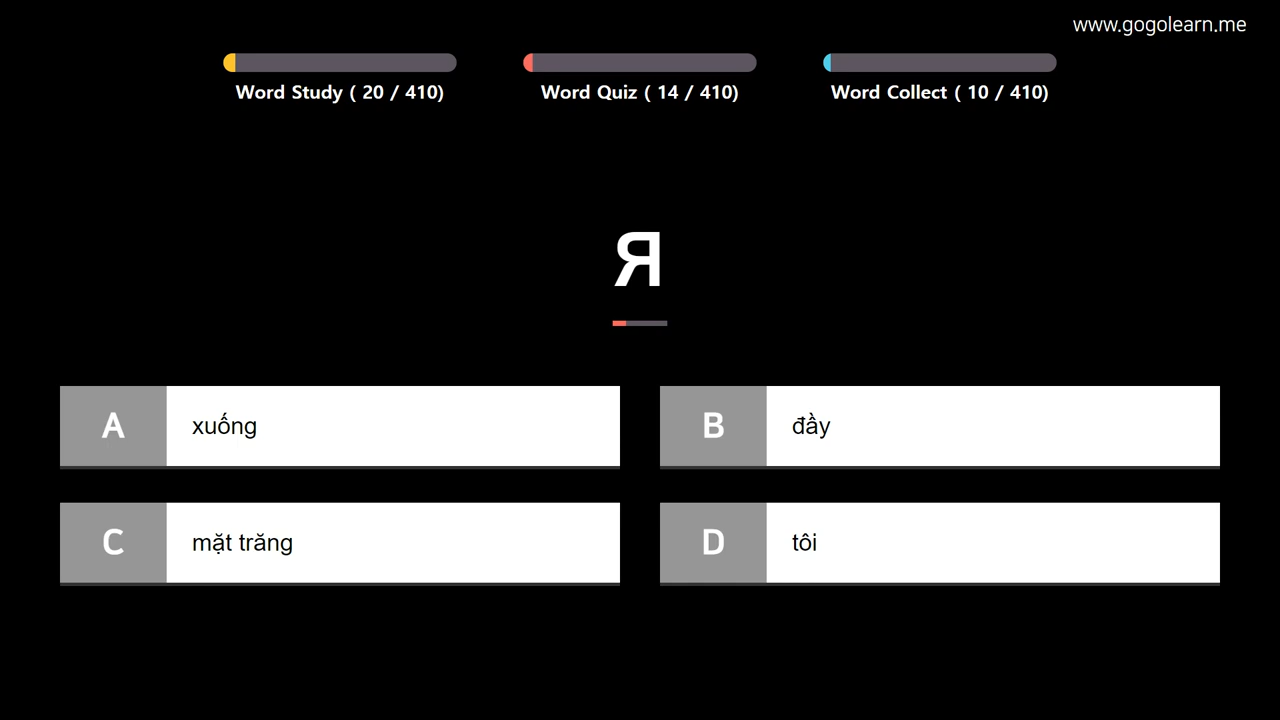 www.gogolearn.me
Word Study ( 20 / 410)
Word Quiz ( 14 / 410)
Word Collect ( 10 / 410)
Я
A xuống
B đầy
C mặt trăng
D tôi